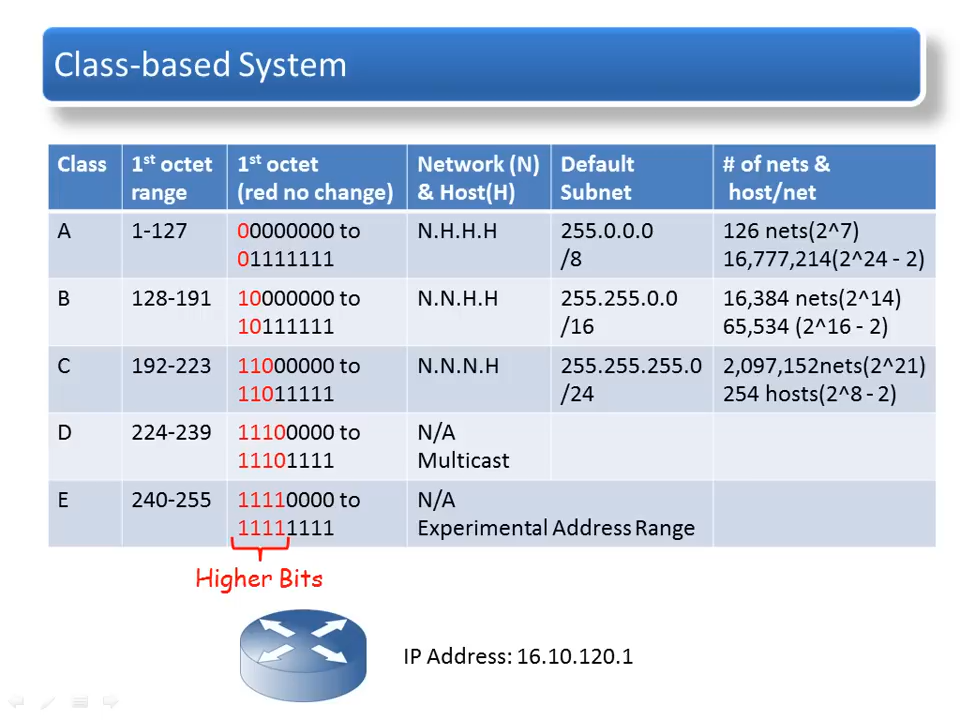 Class-based System
Class
1st octet
range
1st octet
(red no change)
Network (N)
& Host(H)
Default
Subnet
# of nets &
host/net
A
1-127
00000000 to
01111111
N.H.H.H
255.0.0.0
/8
126 nets(2^7)
16,777,214(2^24 - 2)
B
128-191
10000000 to
10111111
N.N.H.H
255.255.0.0
/16
16,384 nets(2^14)
65,534 (2^16 - 2)
C
192-223
11000000 to
11011111
N.N.N.H
255.255.255.0
/24
2,097,152nets(2^21)
254 hosts(2^8 - 2)
D
224-239
11100000 to
11101111
N/A
Multicast
E
240-255
11110000 to
11111111
N/A
Experimental Address Range
Higher Bits
IP Address: 16.10.120.1